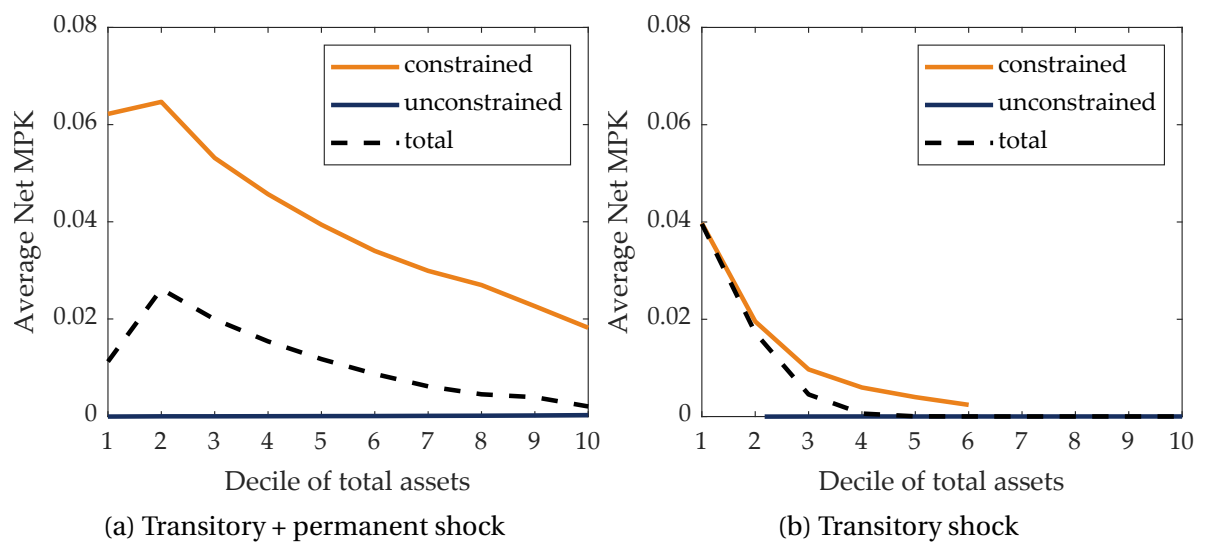 0.08
0.06
0.04
0.02
0
Average Net MPK
constrained
unconstrained
total
1 2 3 4 5 6 7 8 9 10
Decile of total assets
(a) Transitory + permanent shock
0.08
0.06
0.04
0.02
0
Average Net MPK
constrained
unconstrained
total
1 2 3 4 5 6 7 8 9 10
Decile of total assets
(b) Transitory shock